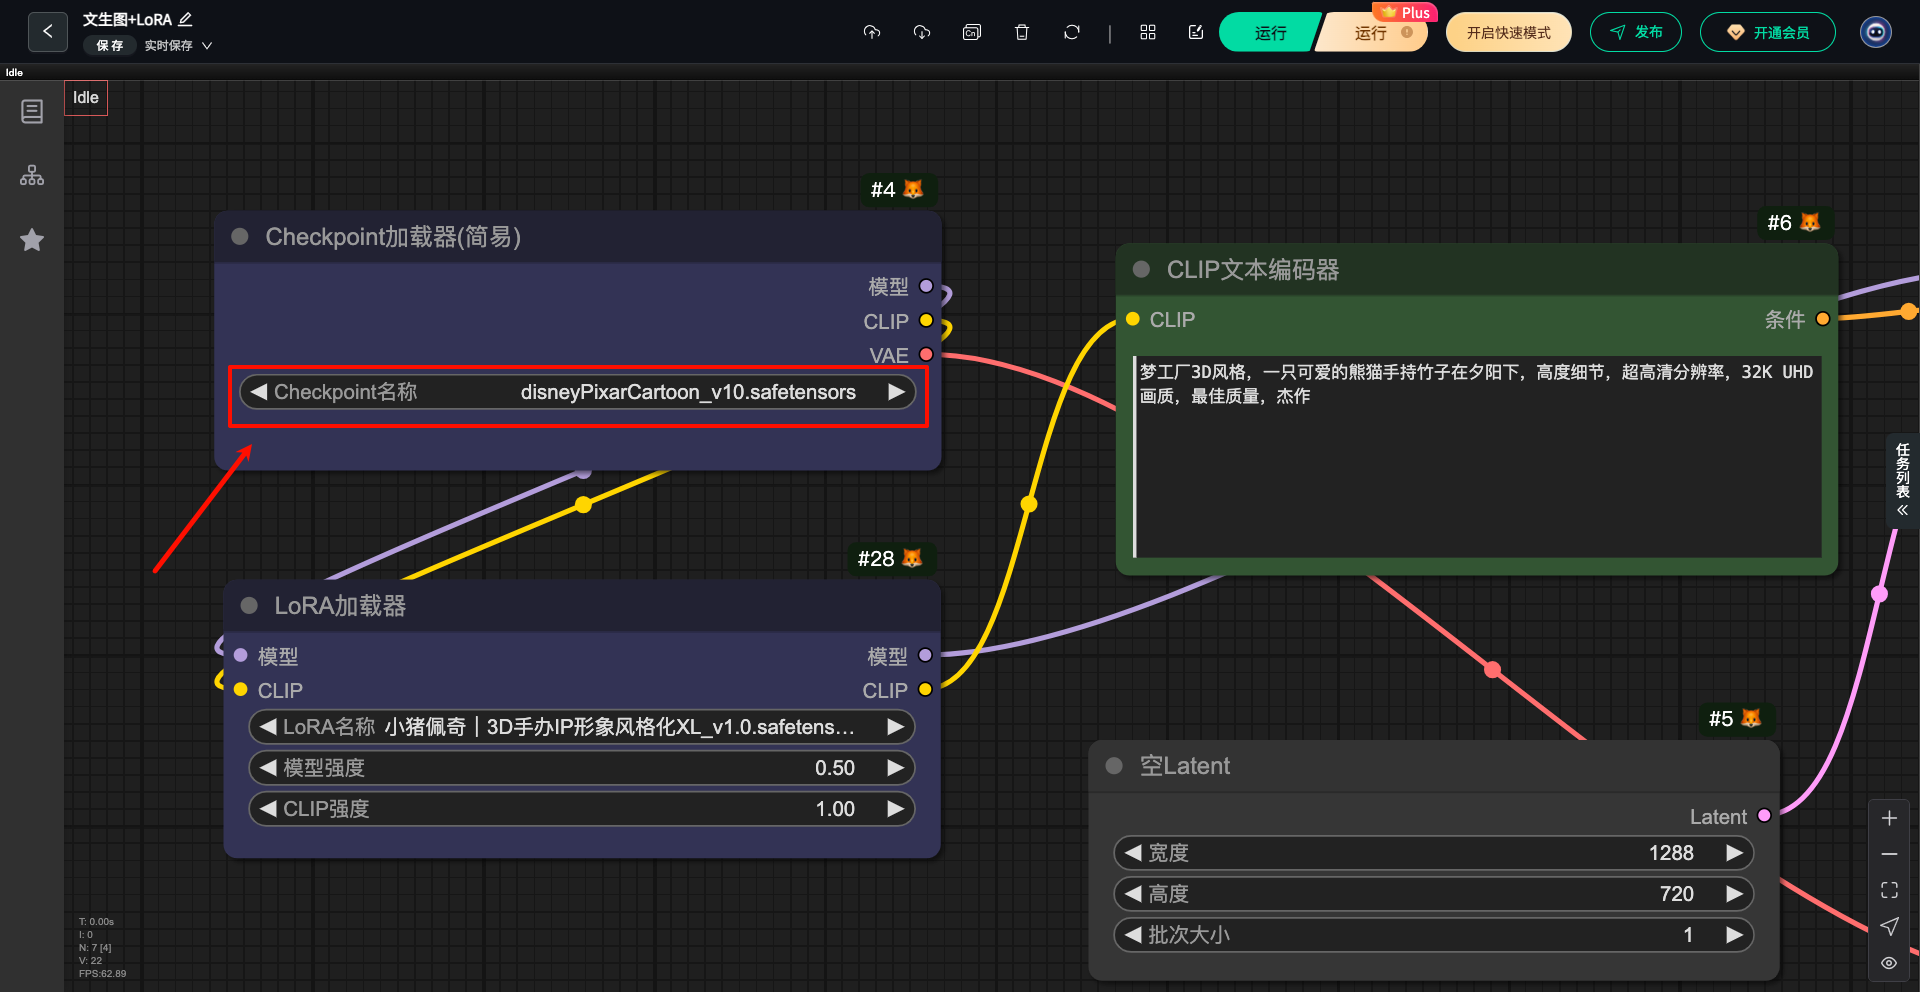 文生图+LoRA
保存 实时保存
运行
运行
Plus
开启快速模式
发布
开通会员
Idle
Idle
#4
Checkpoint加载器(简易)
模型
CLIP
VAE
Checkpoint名称 disneyPixarCartoon_v10.safetensors
#6
CLIP文本编码器
CLIP
条件
梦工厂3D风格，一只可爱的熊猫手持竹子在夕阳下，高度细节，超高清分辨率，32K UHD
画质，最佳质量，杰作
任务列表
#28
LoRA加载器
模型 模型
CLIP CLIP
LoRA名称 小猪佩奇｜3D手办IP形象风格化XL_v1.0.safetens…
模型强度 0.50
CLIP强度 1.00
#5
空Latent
Latent
宽度 1288
高度 720
批次大小 1
T: 0.00s
I: 0
N: 7 [4]
V: 22
FPS:62.89